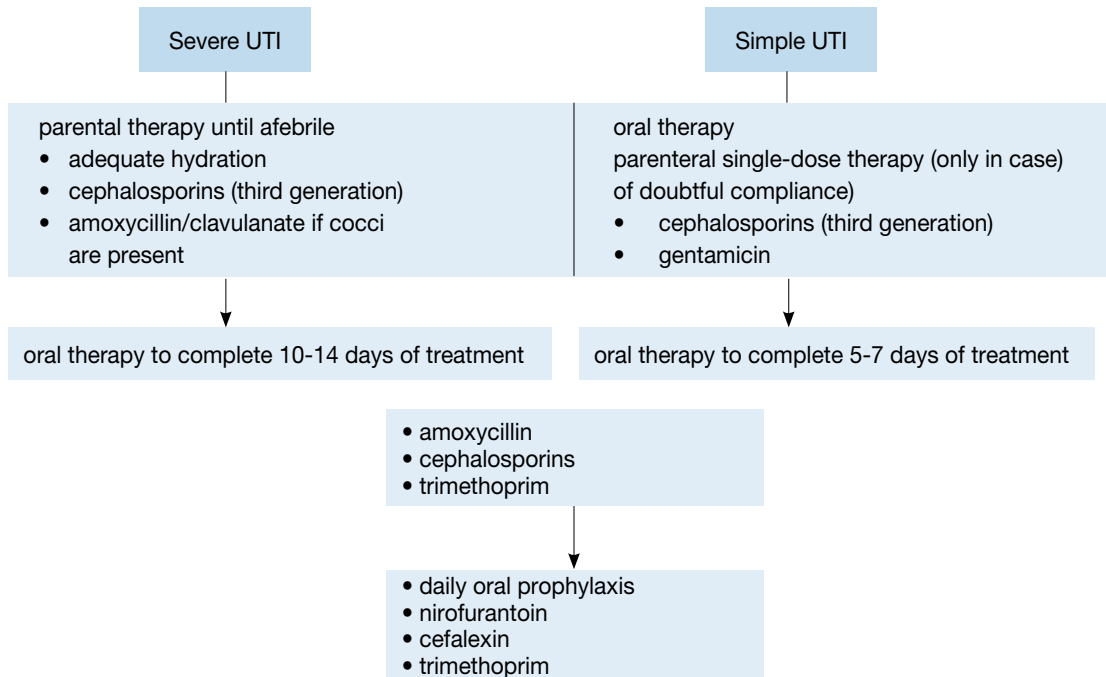 Severe UTI
parental therapy until afebrile
• adequate hydration
• cephalosporins (third generation)
• amoxycillin/clavulanate if cocci
are present
oral therapy to complete 10-14 days of treatment
Simple UTI
oral therapy
parenteral single-dose therapy (only in case)
of doubtful compliance)
• cephalosporins (third generation)
• gentamicin
oral therapy to complete 5-7 days of treatment
• amoxycillin
• cephalosporins
• trimethoprim
• daily oral prophylaxis
• nirofurantoin
• cefalexin
• trimethoprim